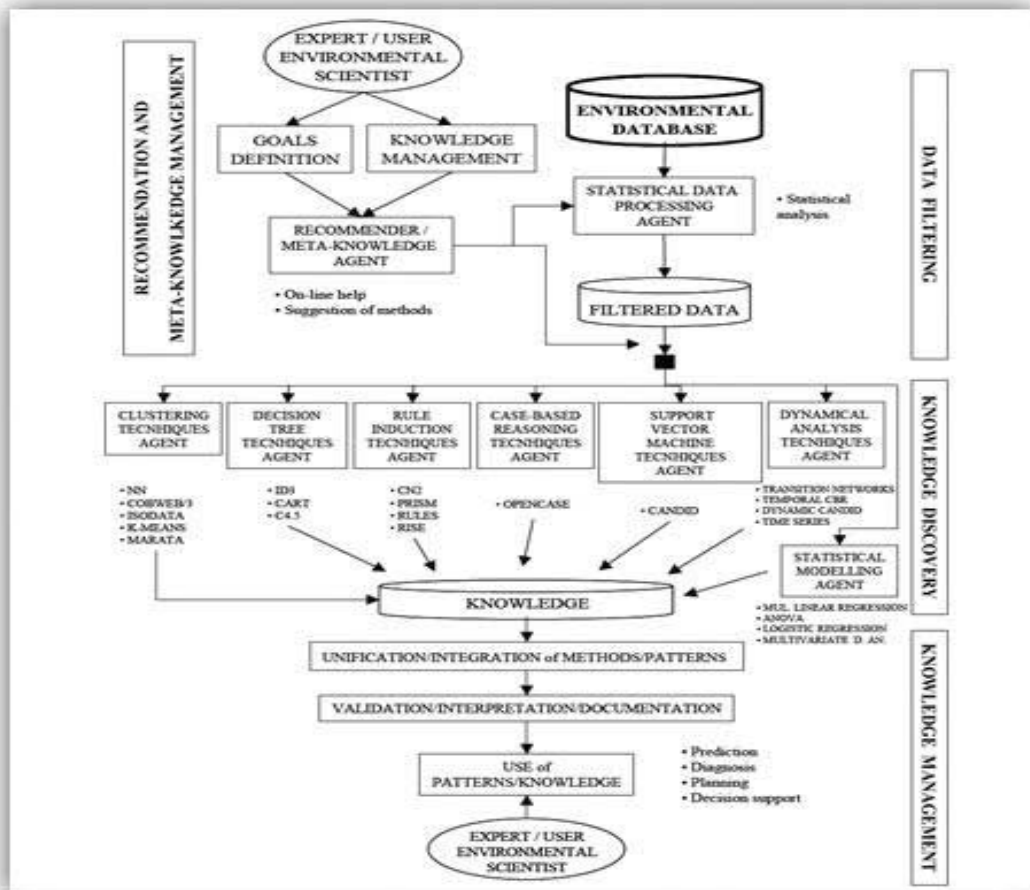 EXPERT / USER
ENVIRONMENTAL
SCIENTIST
RECOMMENDATION AND
META-KNOWLKEDGE MANAGEMENT
ENVIRONMENTAL
DATABASE
DATA FILTERING
GOALS
DEFINITION
KNOWLEDGE
MANAGEMENT
STATISTICAL DATA
PROCESSING
AGENT
• Statistical
analysis
RECOMMENDER /
META-KNOWLEDGE
AGENT
• On-line help
• Suggestion of methods
FILTERED DATA
CLUSTERING
TECNHIQUES
AGENT
DECISION
TREE
TECNHIQUES
AGENT
RULE
INDUCTION
TECNHIQUES
AGENT
CASE-BASED
REASONING
TECNHIQUES
AGENT
SUPPORT
VECTOR
MACHINE
TECNHIQUES
AGENT
DYNAMICAL
ANALYSIS
TECNHIQUES
AGENT
KNOWLEDGE DISCOVERY
• NN
• COBWEB/3
• ISODATA
• K-MEANS
• MARATA
• ID3
• CART
• C4.5
• CN2
• PRISM
• RULES
• RISE
• OPENCASE
• CANDID
• TRANSITION NETWORKS
• TEMPORAL CBR
• DYNAMIC CANDID
• TIME SERIES
STATISTICAL
MODELLING
AGENT
• MUL. LINEAR REGRESSION
• ANOVA
• LOGISTIC REGRESSION
• MULTIVARIATE D. AN.
KNOWLEDGE
UNIFICATION/INTEGRATION of METHODS/PATTERNS
VALIDATION/INTERPRETATION/DOCUMENTATION
USE of
PATTERNS/KNOWLEDGE
• Prediction
• Diagnosis
• Planning
• Decision support
KNOWLEDGE MANAGEMENT
EXPERT / USER
ENVIRONMENTAL
SCIENTIST